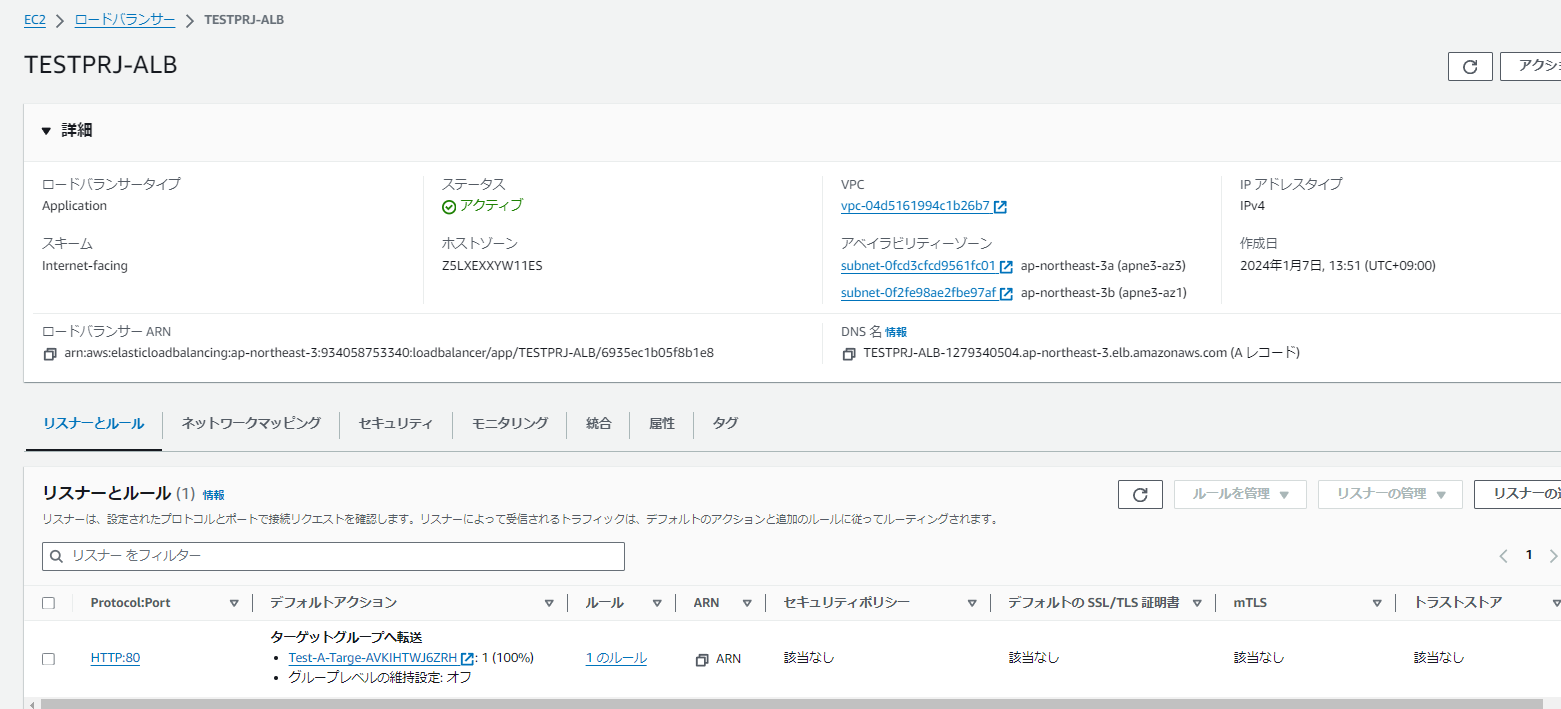 EC2 > ロードバランサー > TESTPRJ-ALB
TESTPRJ-ALB
アクシ
▼ 詳細
ロードバランサータイプ
Application
ステータス
アクティブ
VPC
vpc-04d5161994c1b26b7
IP アドレスタイプ
IPv4
スキーム
Internet-facing
ホストゾーン
Z5LXEXXYW11ES
アベイラビリティーゾーン
subnet-0fcd3cfcd9561fc01 ap-northeast-3a (apne3-az3)
subnet-0f2fe98ae2fbe97af ap-northeast-3b (apne3-az1)
作成日
2024年1月7日, 13:51 (UTC+09:00)
ロードバランサー ARN
arn:aws:elasticloadbalancing:ap-northeast-3:934058753340:loadbalancer/app/TESTPRJ-ALB/6935ec1b05f8b1e8
DNS 名 情報
TESTPRJ-ALB-1279340504.ap-northeast-3.elb.amazonaws.com (A レコード)
リスナーとルール ネットワークマッピング セキュリティ モニタリング 統合 属性 タグ
リスナーとルール (1) 情報
ルールを管理 ▼ リスナーの管理 ▼ リスナーの
リスナーは、設定されたプロトコルとポートで接続リクエストを確認します。リスナーによって受信されるトラフィックは、デフォルトのアクションと追加のルールに従ってルーティングされます。
リスナー をフィルター
< 1 >
Protocol:Port デフォルトアクション ルール ARN セキュリティポリシー デフォルトの SSL/TLS 証明書 mTLS トラストストア
ターゲットグループへ転送
HTTP:80 • Test-A-Targe-AVKIHTWJ6ZRH : 1 (100%) 1 のルール ARN 該当なし 該当なし 該当なし 該当なし
• グループレベルの維持設定: オフ